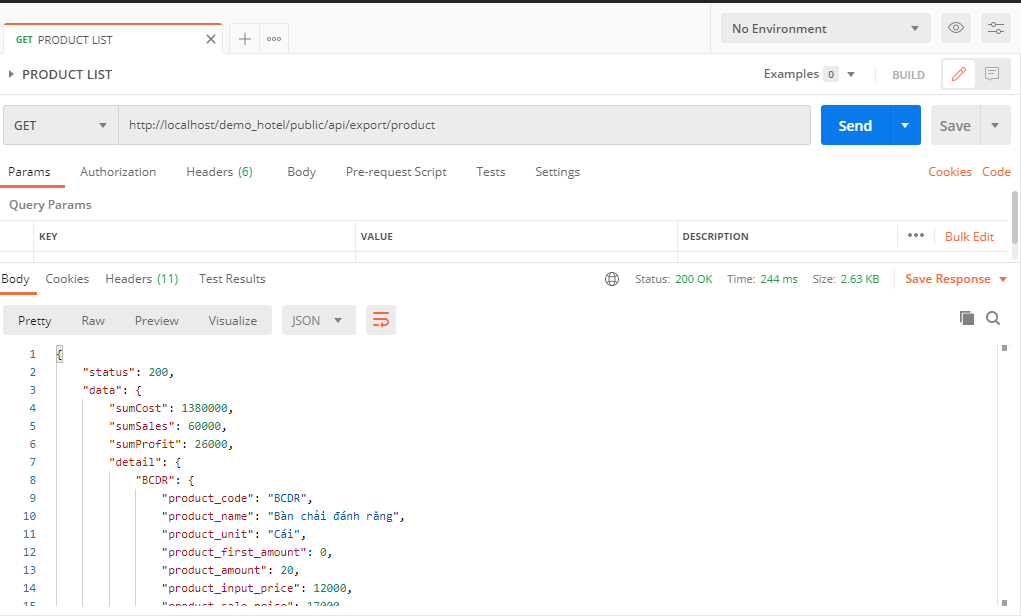 GET PRODUCT LIST
No Environment
PRODUCT LIST
Examples 0
BUILD
GET
http://localhost/demo_hotel/public/api/export/product
Send
Save
Params Authorization Headers (6) Body Pre-request Script Tests Settings
Cookies Code
Query Params
KEY VALUE DESCRIPTION
Bulk Edit
Body Cookies Headers (11) Test Results
Status: 200 OK Time: 244 ms Size: 2.63 KB Save Response
Pretty Raw Preview Visualize JSON
1 {
2 "status": 200,
3 "data": {
4 "sumCost": 1380000,
5 "sumSales": 60000,
6 "sumProfit": 26000,
7 "detail": {
8 "BCDR": {
9 "product_code": "BCDR",
10 "product_name": "Bàn chải đánh răng",
11 "product_unit": "Cái",
12 "product_first_amount": 0,
13 "product_amount": 20,
14 "product_input_price": 12000,
15 "product_sale_price": 17000